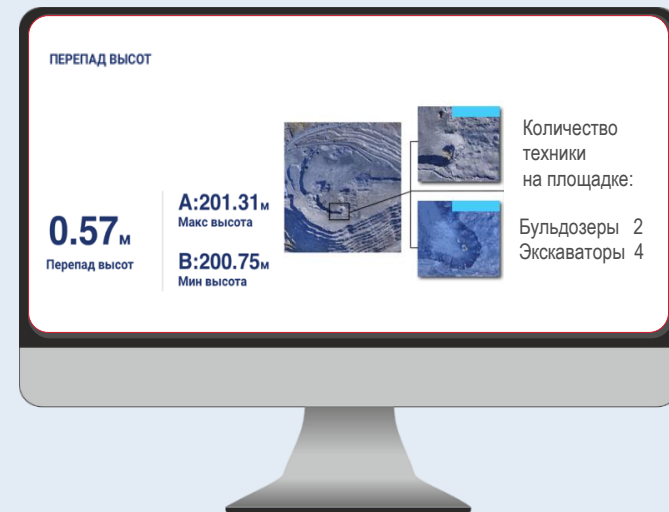 ПЕРЕПАД ВЫСОТ
0.57м
Перепад высот
А:201.31м
Макс высота
В:200.75м
Мин высота
Количество
техники
на площадке:
Бульдозеры 2
Экскаваторы 4